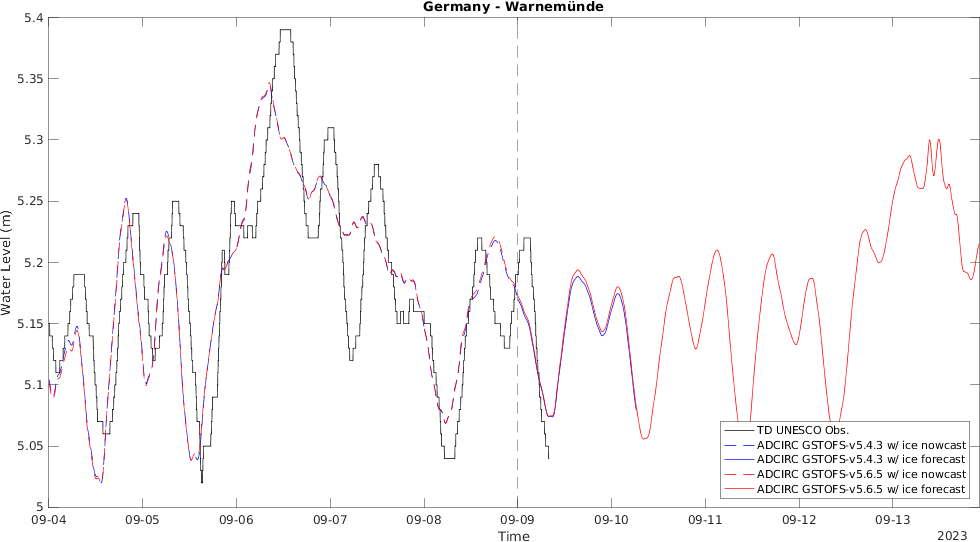 Germany - Warnemünde
5.4
5.35
5.3
5.25
5.2
5.15
5.1
5.05
5
Water Level (m)
TD UNESCO Obs.
ADCIRC GSTOFS-v5.4.3 w/ ice nowcast
ADCIRC GSTOFS-v5.4.3 w/ ice forecast
ADCIRC GSTOFS-v5.6.5 w/ ice nowcast
ADCIRC GSTOFS-v5.6.5 w/ ice forecast
09-04 09-05 09-06 09-07 09-08 09-09 09-10 09-11 09-12 09-13
Time
2023